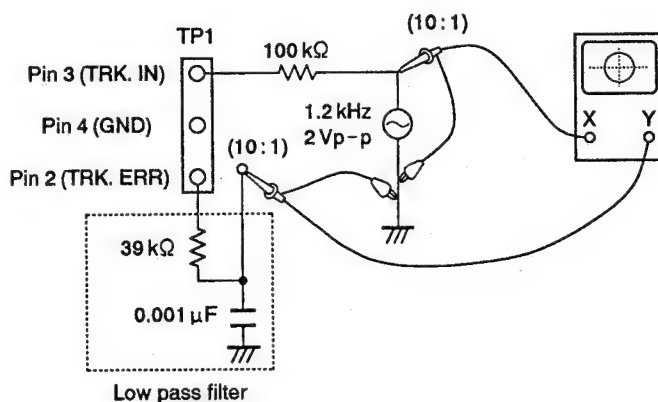 (10 : 1)
TP1
100 kΩ
Pin 3 (TRK. IN)
1.2 kHz
2 Vp-p
X
Y
Pin 4 (GND)
(10 : 1)
Pin 2 (TRK. ERR)
39 kΩ
0.001 µF
Low pass filter